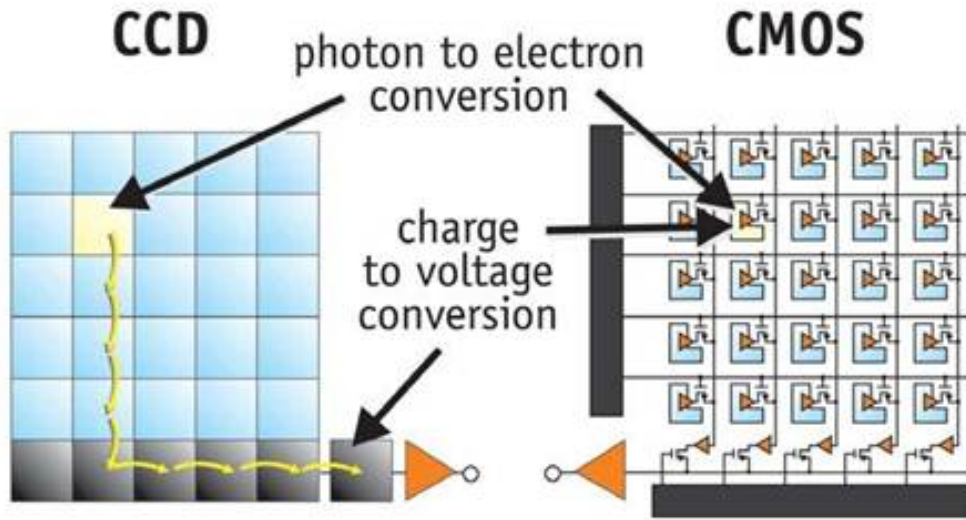 CCD
CMOS
photon to electron
conversion
charge
to voltage
conversion